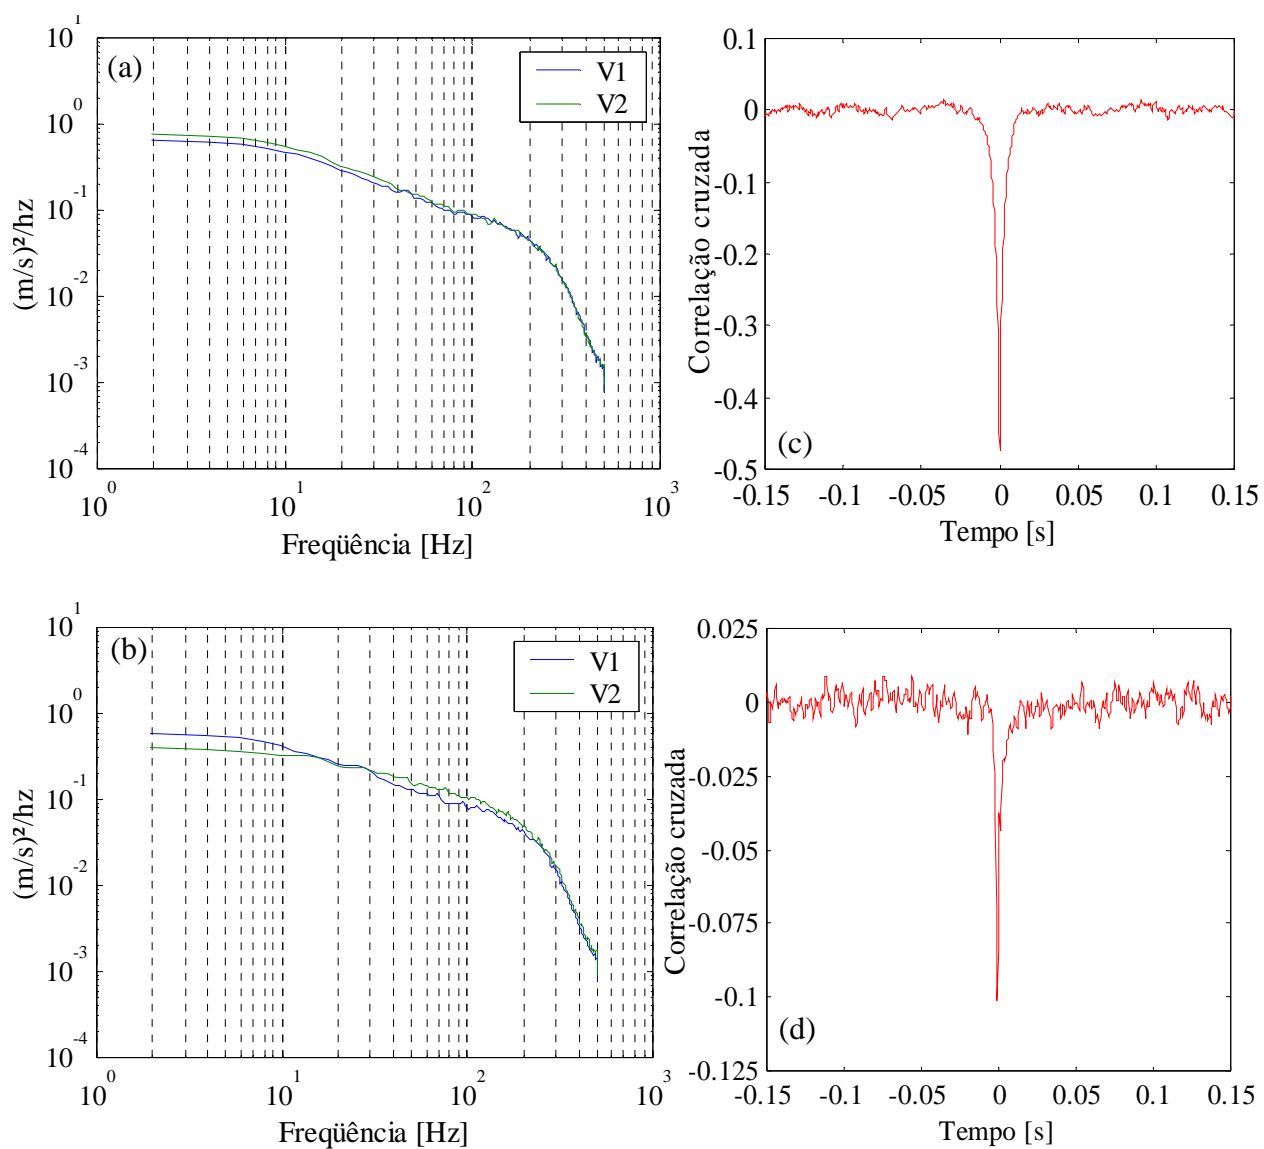 (a)
V1
V2
10^1
10^0
10^-1
10^-2
10^-3
10^-4
(m/s)²/hz
10^0 10^1 10^2 10^3
Freqüência [Hz]
(c)
0.1
0
-0.1
-0.2
-0.3
-0.4
-0.5
Correlação cruzada
-0.15 -0.1 -0.05 0 0.05 0.1 0.15
Tempo [s]
(b)
V1
V2
10^1
10^0
10^-1
10^-2
10^-3
10^-4
(m/s)²/hz
10^0 10^1 10^2 10^3
Freqüência [Hz]
(d)
0.025
0
-0.025
-0.05
-0.075
-0.1
-0.125
Correlação cruzada
-0.15 -0.1 -0.05 0 0.05 0.1 0.15
Tempo [s]